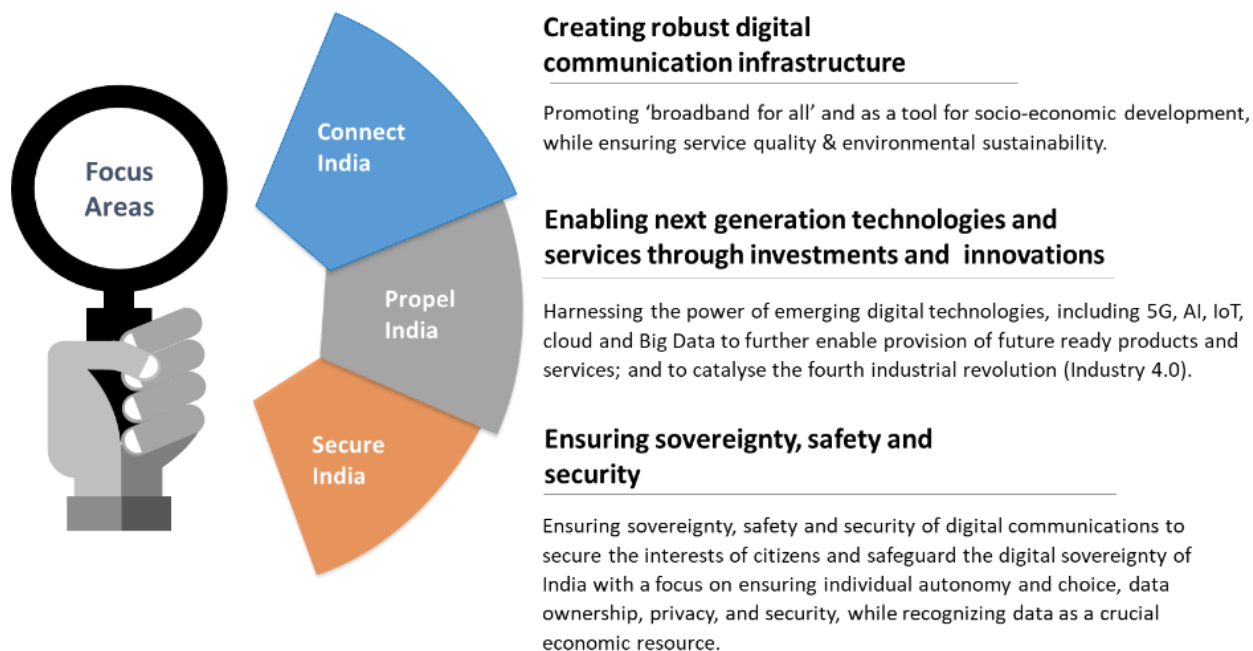 Focus
Areas
Connect
India
Creating robust digital
communication infrastructure
Promoting ‘broadband for all’ and as a tool for socio-economic development,
while ensuring service quality & environmental sustainability.
Propel
India
Enabling next generation technologies and
services through investments and innovations
Harnessing the power of emerging digital technologies, including 5G, AI, IoT,
cloud and Big Data to further enable provision of future ready products and
services; and to catalyse the fourth industrial revolution (Industry 4.0).
Secure
India
Ensuring sovereignty, safety and
security
Ensuring sovereignty, safety and security of digital communications to
secure the interests of citizens and safeguard the digital sovereignty of
India with a focus on ensuring individual autonomy and choice, data
ownership, privacy, and security, while recognizing data as a crucial
economic resource.